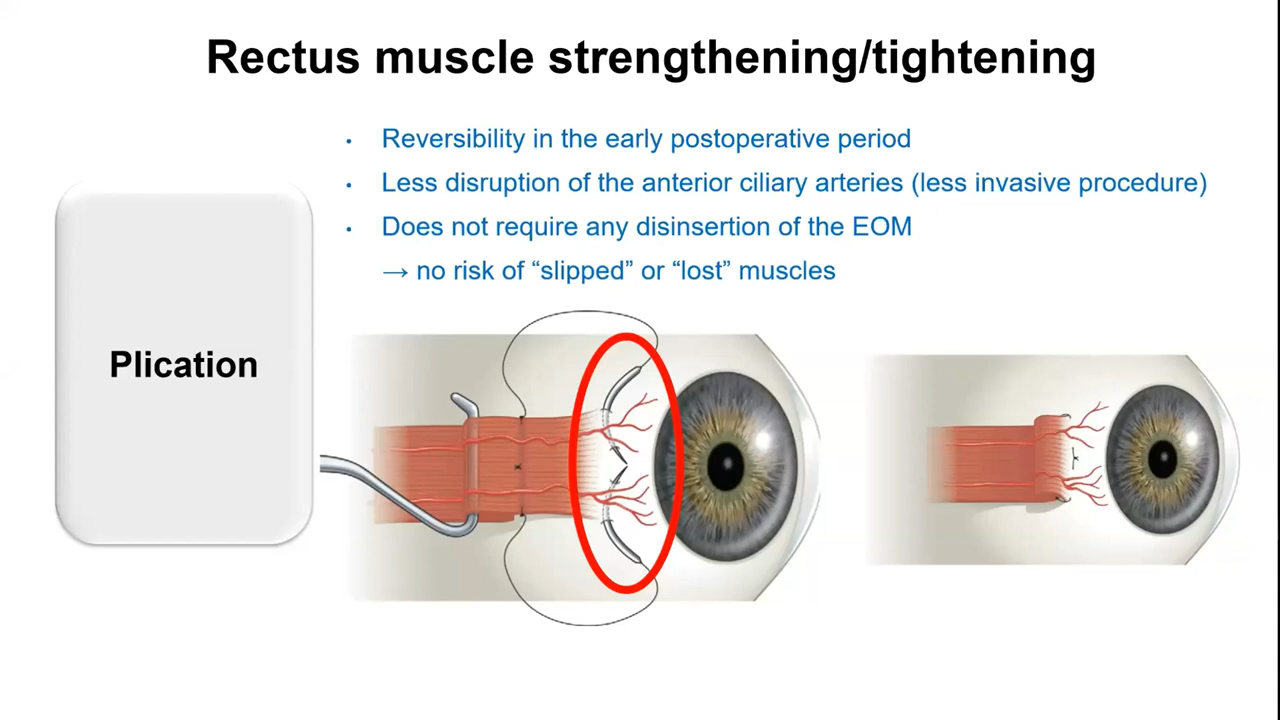 Rectus muscle strengthening/tightening
• Reversibility in the early postoperative period
• Less disruption of the anterior ciliary arteries (less invasive procedure)
• Does not require any disinsertion of the EOM
→ no risk of “slipped” or “lost” muscles
Plication